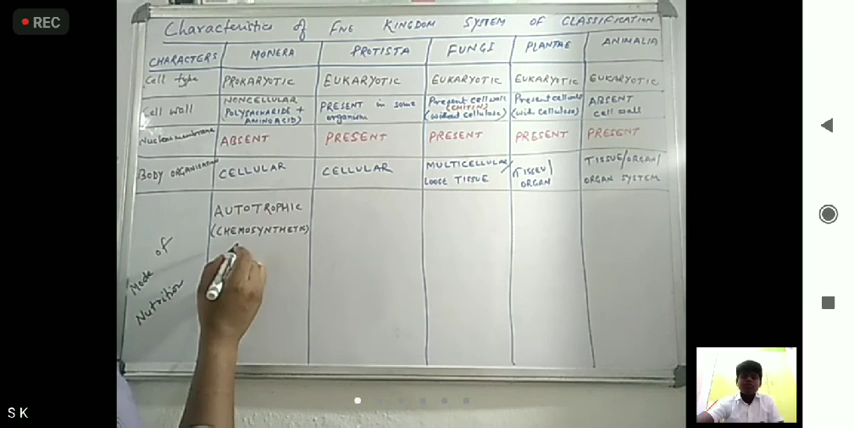 REC
Characteristics of FIVE KINGDOM SYSTEM OF CLASSIFICATION
CHARACTERS MONERA PROTISTA FUNGI PLANTAE ANIMALIA
Cell type PROKARYOTIC EUKARYOTIC EUKARYOTIC EUKARYOTIC EUKARYOTIC
Cell wall NONCELLULAR PRESENT in some Present cell wall Present cell wall ABSENT
(POLYSACCHARIDE + organism (CHITIN) (with cellulose) cell wall
AMINOACID) (without cellulose)
Nuclear membrane ABSENT PRESENT PRESENT PRESENT PRESENT
BODY ORGANISATION CELLULAR CELLULAR MULTICELLULAR/ TISSUE/ TISSUE/ORGAN/
LOOSE TISSUE ORGAN ORGAN SYSTEM
Mode of
Nutrition
AUTOTROPHIC
(CHEMOSYNTHETIC)
S K